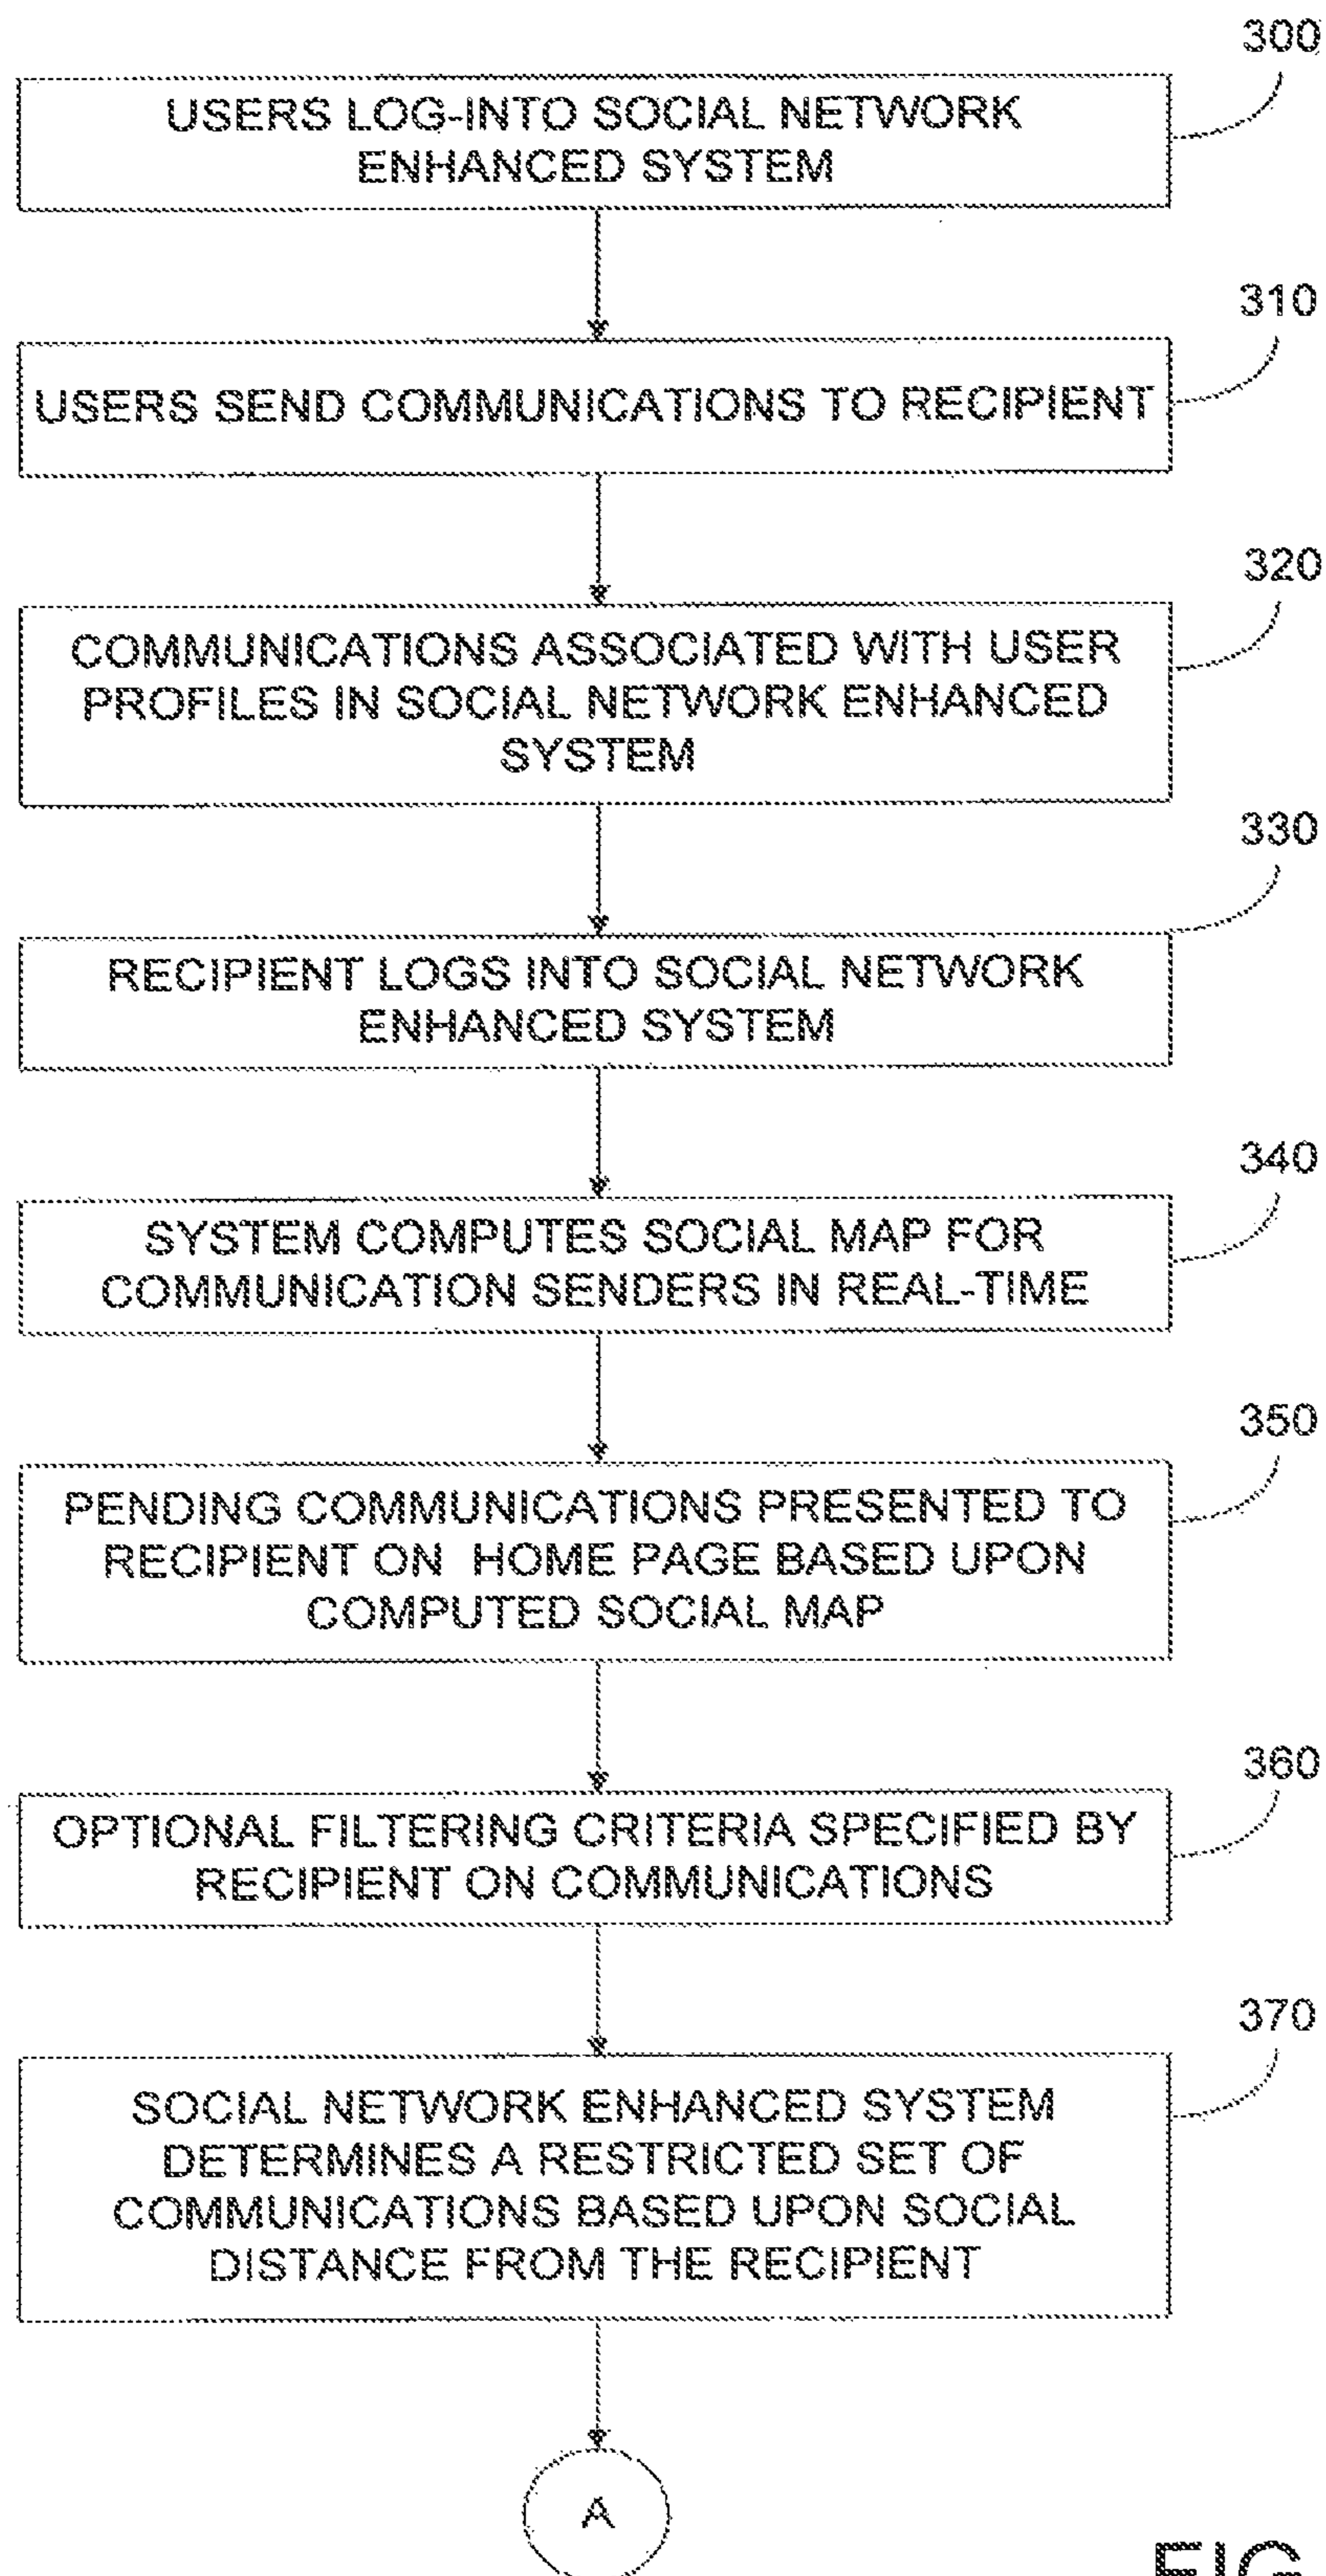 300
USERS LOG-INTO SOCIAL NETWORK
ENHANCED SYSTEM
310
USERS SEND COMMUNICATIONS TO RECIPIENT
320
COMMUNICATIONS ASSOCIATED WITH USER
PROFILES IN SOCIAL NETWORK ENHANCED
SYSTEM
330
RECIPIENT LOGS INTO SOCIAL NETWORK
ENHANCED SYSTEM
340
SYSTEM COMPUTES SOCIAL MAP FOR
COMMUNICATION SENDERS IN REAL-TIME
350
PENDING COMMUNICATIONS PRESENTED TO
RECIPIENT ON HOME PAGE BASED UPON
COMPUTED SOCIAL MAP
360
OPTIONAL FILTERING CRITERIA SPECIFIED BY
RECIPIENT ON COMMUNICATIONS
370
SOCIAL NETWORK ENHANCED SYSTEM
DETERMINES A RESTRICTED SET OF
COMMUNICATIONS BASED UPON SOCIAL
DISTANCE FROM THE RECIPIENT
A
FIG